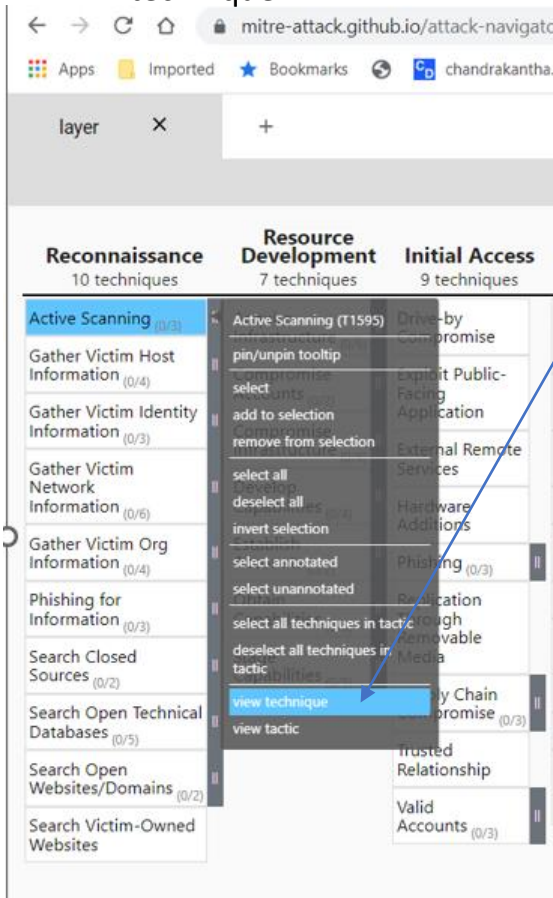 mitre-attack.github.io/attack-navigato
Apps Imported Bookmarks chandrakantha.
layer × +
Reconnaissance
10 techniques
Resource
Development
7 techniques
Initial Access
9 techniques
Active Scanning (0/3)
Gather Victim Host
Information (0/4)
Gather Victim Identity
Information (0/3)
Gather Victim
Network
Information (0/6)
Gather Victim Org
Information (0/4)
Phishing for
Information (0/3)
Search Closed
Sources (0/2)
Search Open Technical
Databases (0/5)
Search Open
Websites/Domains (0/2)
Search Victim-Owned
Websites
Active Scanning (T1595)
pin/unpin tooltip
select
add to selection
remove from selection
select all
deselect all
invert selection
select annotated
select unannotated
select all techniques in tactic
deselect all techniques in
tactic
view technique
view tactic
Drive-by
Compromise
Exploit Public-
Facing
Application
External Remote
Services
Hardware
Additions
Phishing (0/3)
Replication
Through
Removable
Media
Chain
Compromise (0/3)
Trusted
Relationship
Valid
Accounts (0/3)